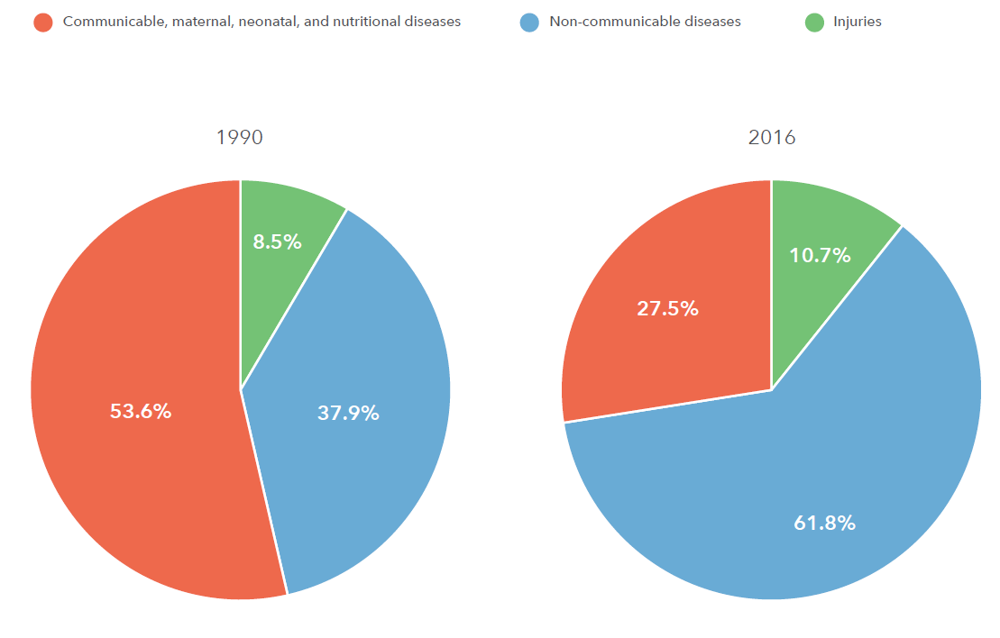 Communicable, maternal, neonatal, and nutritional diseases
Non-communicable diseases
Injuries
1990
2016
8.5%
53.6%
37.9%
10.7%
27.5%
61.8%